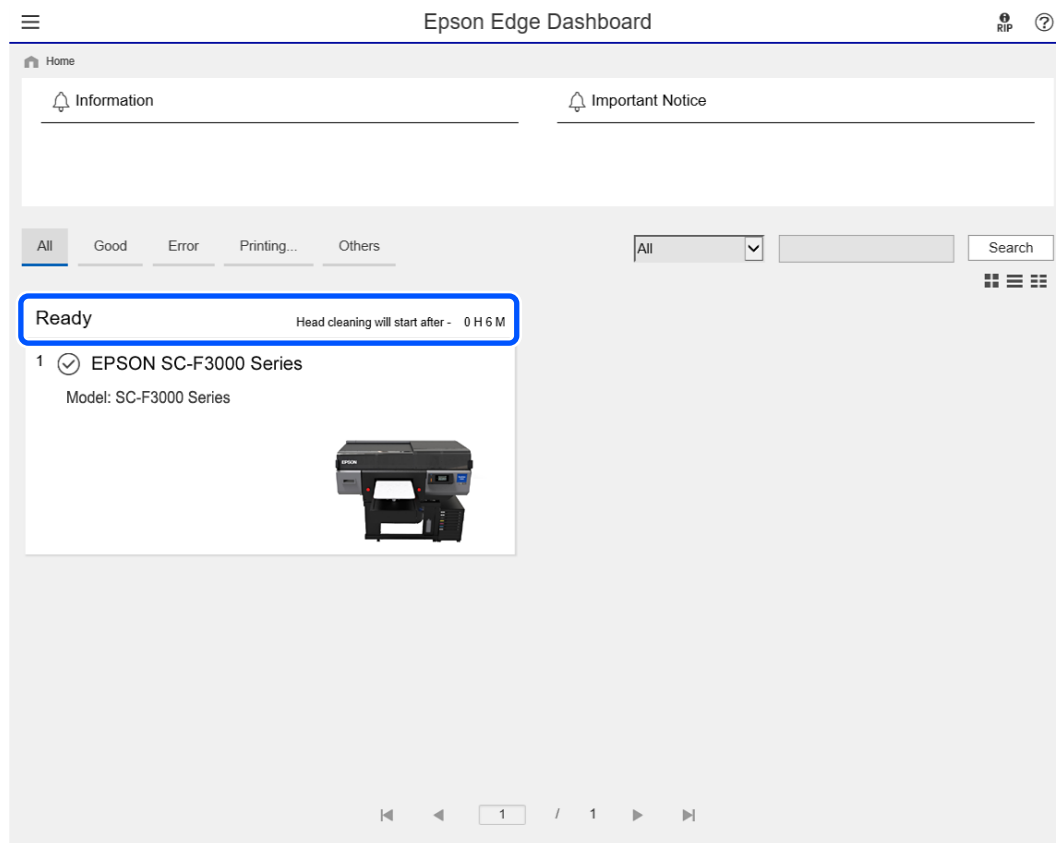 Epson Edge Dashboard
RIP
?
Home
Information
Important Notice
All Good Error Printing... Others
All
Search
Ready Head cleaning will start after - 0 H 6 M
1 EPSON SC-F3000 Series
Model: SC-F3000 Series
EPSON
1 / 1